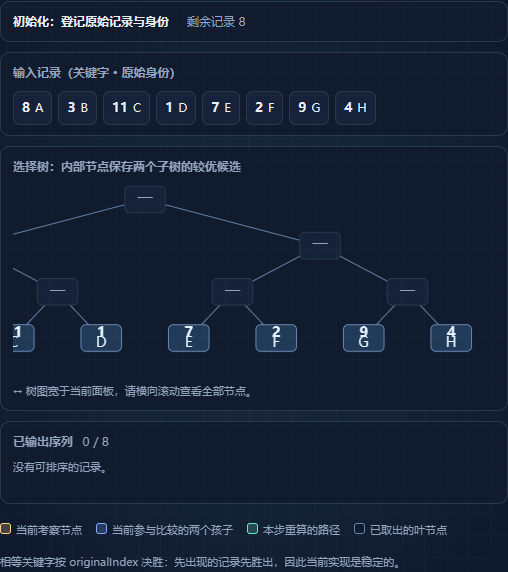 初始化：登记原始记录与身份 剩余记录 8
输入记录（关键字・原始身份）
8 A 3 B 11 C 1 D 7 E 2 F 9 G 4 H
选择树：内部节点保存两个子树的较优候选
—
—
— — —
1 7 2 9 4
D E F G H
↔ 树图宽于当前面板，请横向滚动查看全部节点。
已输出序列 0 / 8
没有可排序的记录。
当前考察节点 当前参与比较的两个孩子 本步重算的路径 已取出的叶节点
相等关键字按 originalIndex 决胜：先出现的记录先胜出，因此当前实现是稳定的。